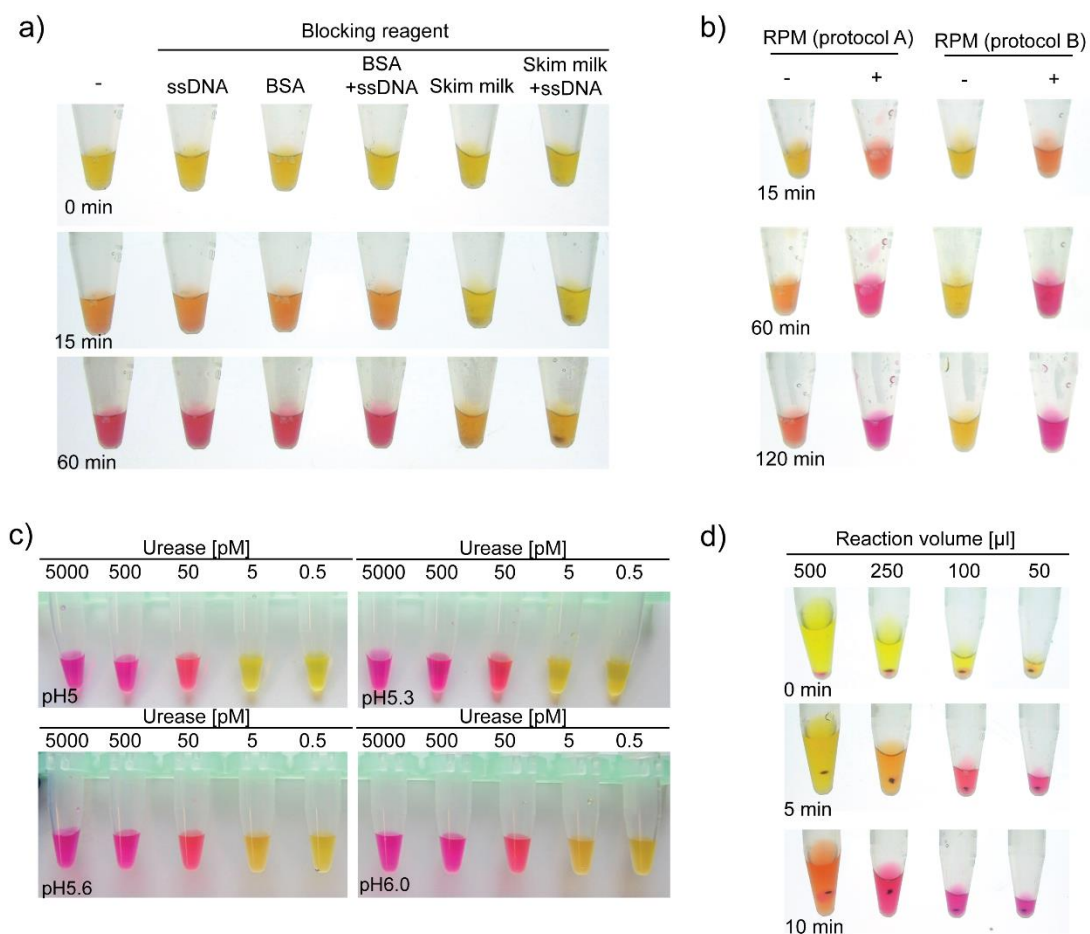 a)
Blocking reagent
- ssDNA BSA BSA +ssDNA Skim milk Skim milk +ssDNA
0 min
15 min
60 min
b)
RPM (protocol A) RPM (protocol B)
- + - +
15 min
60 min
120 min
c)
Urease [pM] Urease [pM]
5000 500 50 5 0.5 5000 500 50 5 0.5
pH5 pH5.3
Urease [pM] Urease [pM]
5000 500 50 5 0.5 5000 500 50 5 0.5
pH5.6 pH6.0
d)
Reaction volume [µl]
500 250 100 50
0 min
5 min
10 min